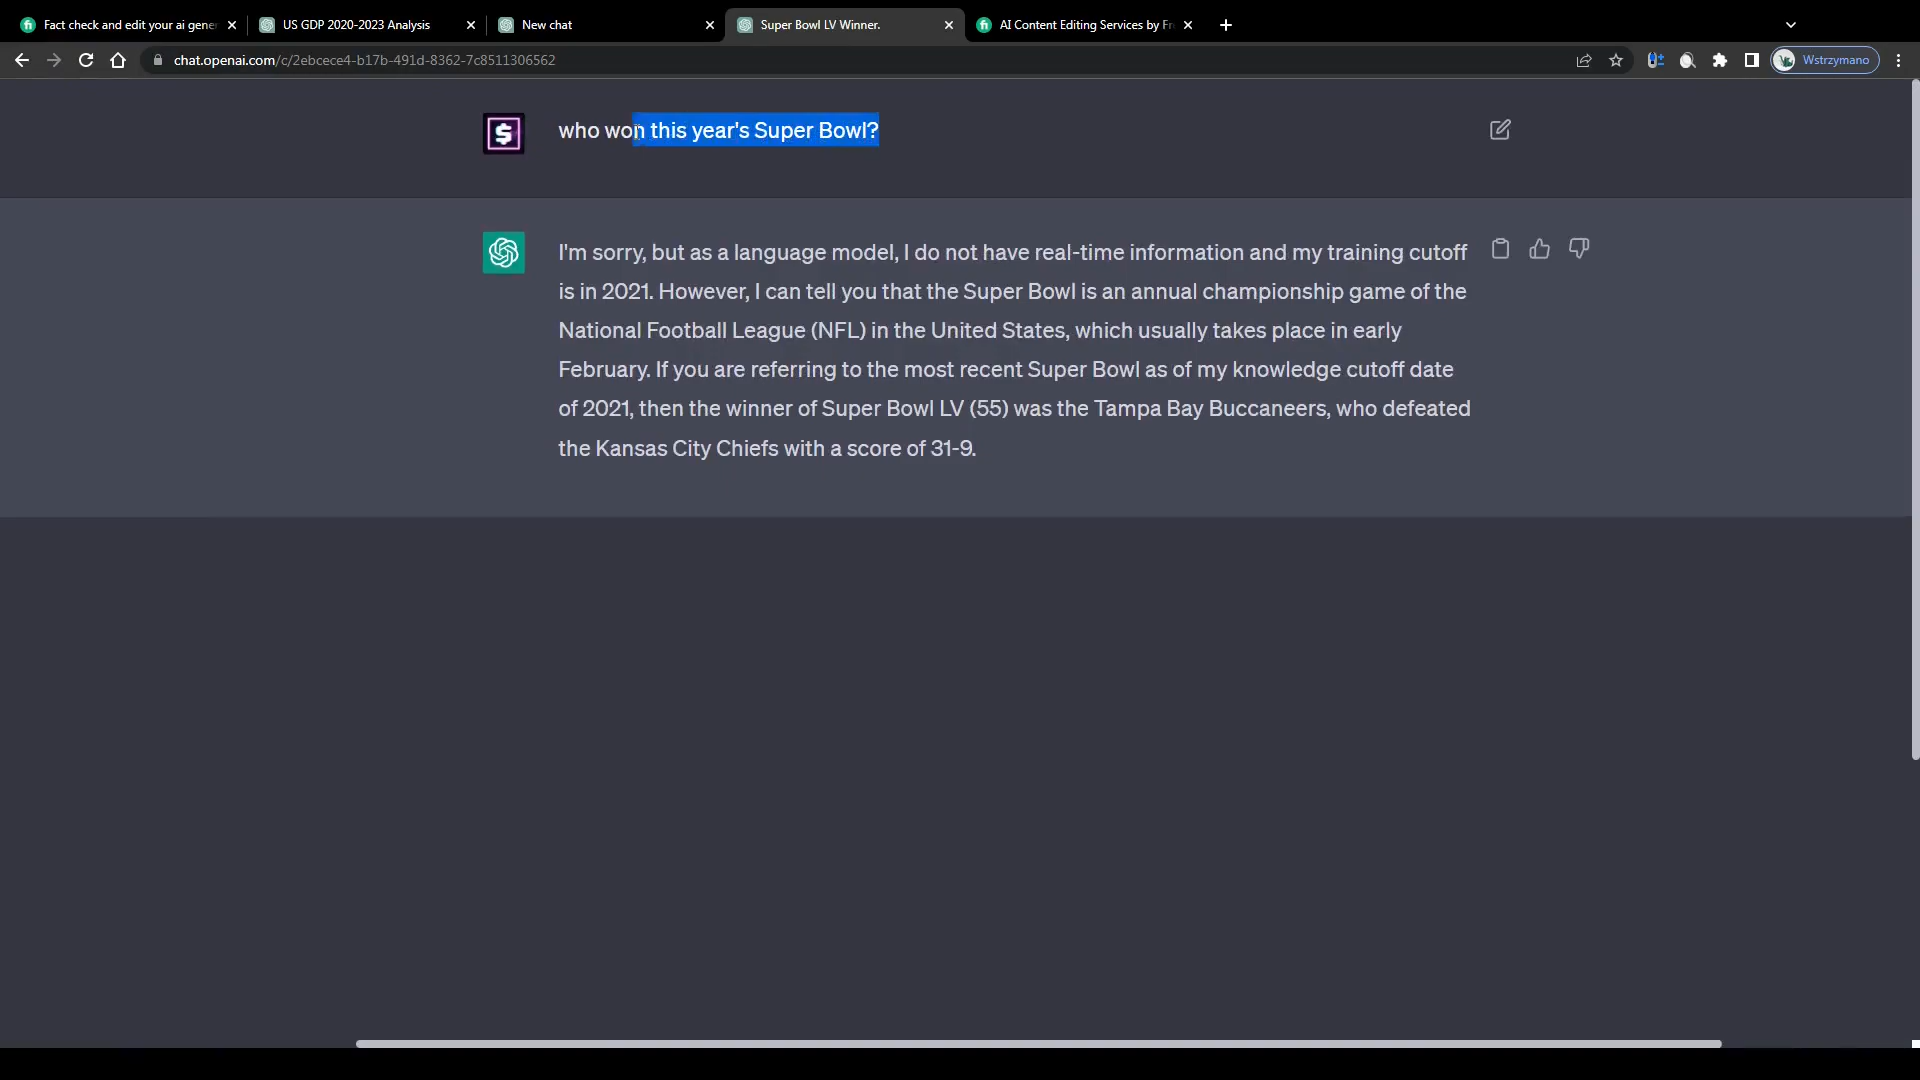 Fact check and edit your ai gener
US GDP 2020-2023 Analysis
New chat
Super Bowl LV Winner.
AI Content Editing Services by Fr
chat.openai.com/c/2ebcece4-b17b-491d-8362-7c8511306562
Wstrzymano
who won this year's Super Bowl?
I'm sorry, but as a language model, I do not have real-time information and my training cutoff
is in 2021. However, I can tell you that the Super Bowl is an annual championship game of the
National Football League (NFL) in the United States, which usually takes place in early
February. If you are referring to the most recent Super Bowl as of my knowledge cutoff date
of 2021, then the winner of Super Bowl LV (55) was the Tampa Bay Buccaneers, who defeated
the Kansas City Chiefs with a score of 31-9.